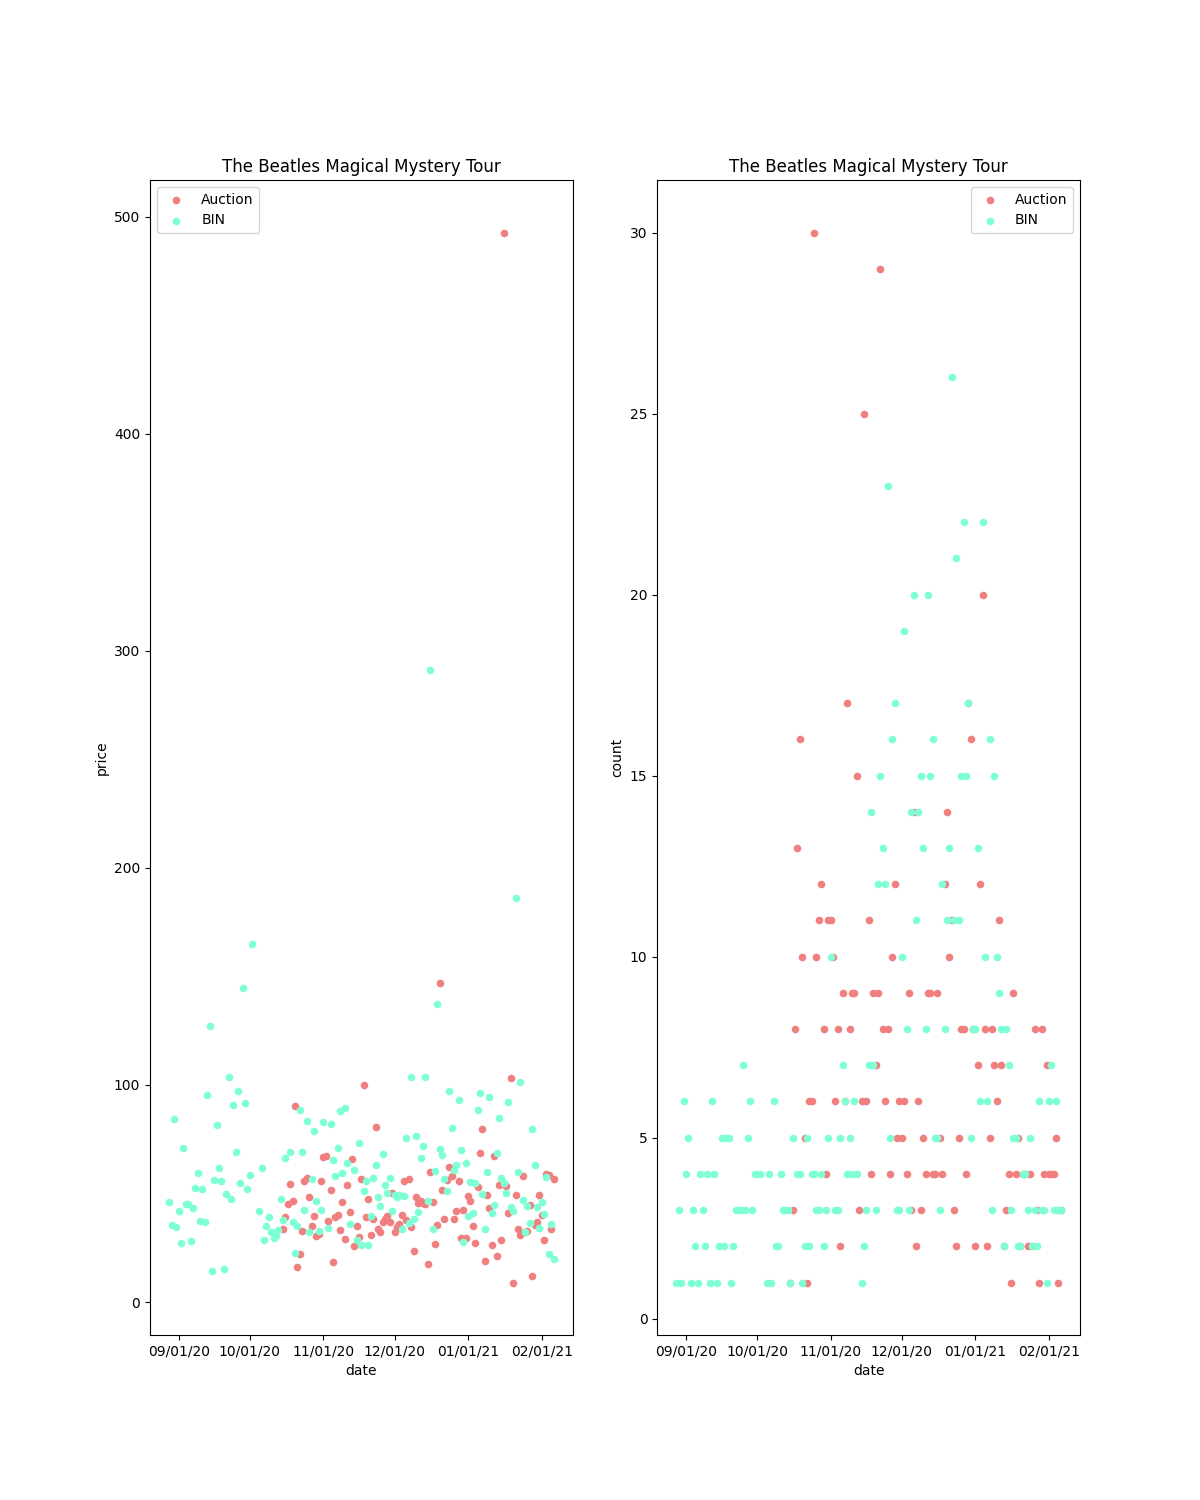 The Beatles Magical Mystery Tour
Auction
BIN
500
400
300
200
100
0
price
09/01/20 10/01/20 11/01/20 12/01/20 01/01/21 02/01/21
date
The Beatles Magical Mystery Tour
Auction
BIN
30
25
20
15
10
5
0
count
09/01/20 10/01/20 11/01/20 12/01/20 01/01/21 02/01/21
date